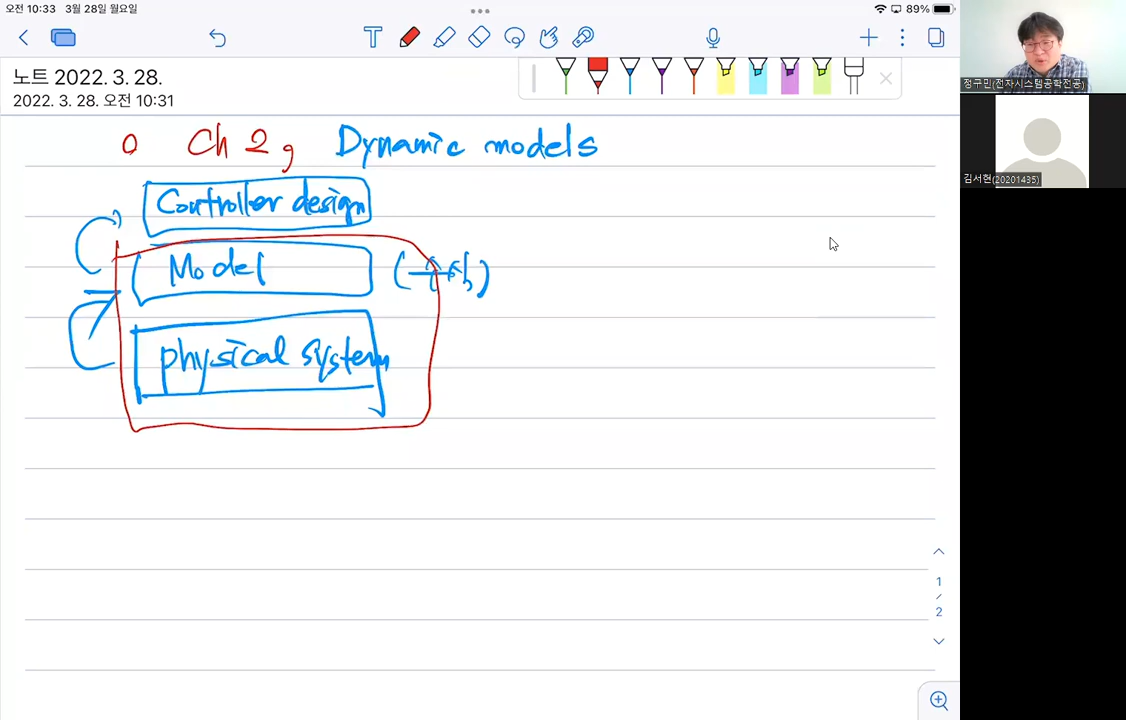 오전 10:33 3월 28일 월요일
89%
노트 2022. 3. 28.
2022. 3. 28. 오전 10:31
정구민(전자시스템공학전공)
김서현(20201435)
Ch 2, Dynamic models
Controller design
Model
physical system
1
/
2